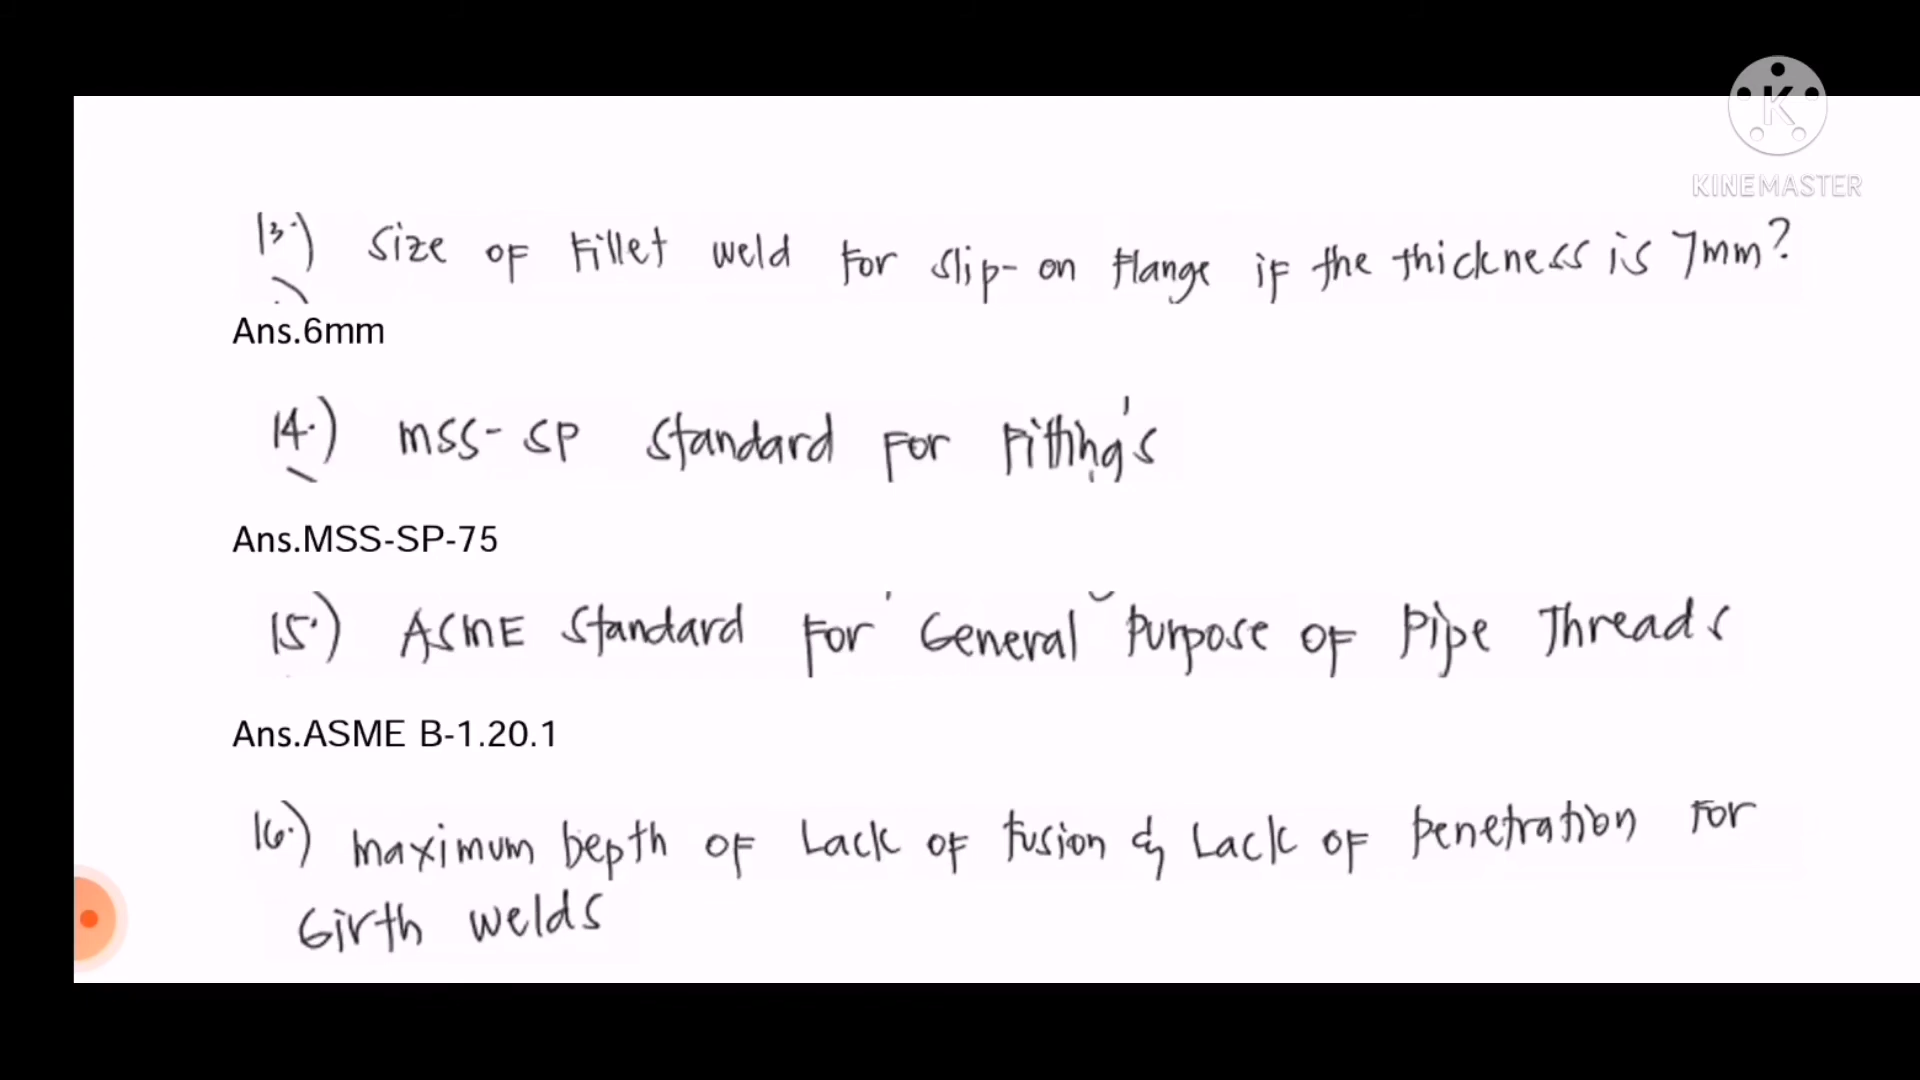 K
KINEMASTER
13.) Size of Fillet weld For slip-on Flange if the thickness is 7mm?
Ans.6mm
14.) MSS-SP Standard For Fitting's
Ans.MSS-SP-75
15.) ASME Standard For General Purpose of Pipe Threads
Ans.ASME B-1.20.1
16.) Maximum Depth of Lack of Fusion & Lack of Penetration For
Girth welds